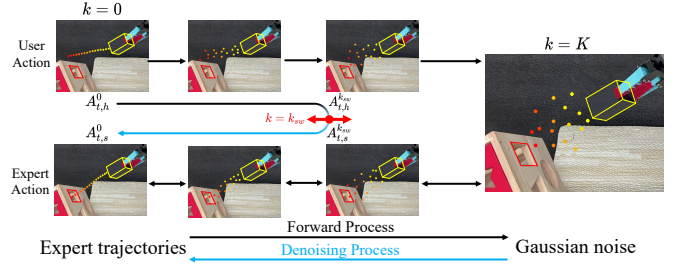 k = 0
User
Action
k = K
A^0_{t,h}
A^{k_{sw}}_{t,h}
k = k_{sw}
A^0_{t,s}
A^{k_{sw}}_{t,s}
Expert
Action
Forward Process
Expert trajectories
Gaussian noise
Denoising Process